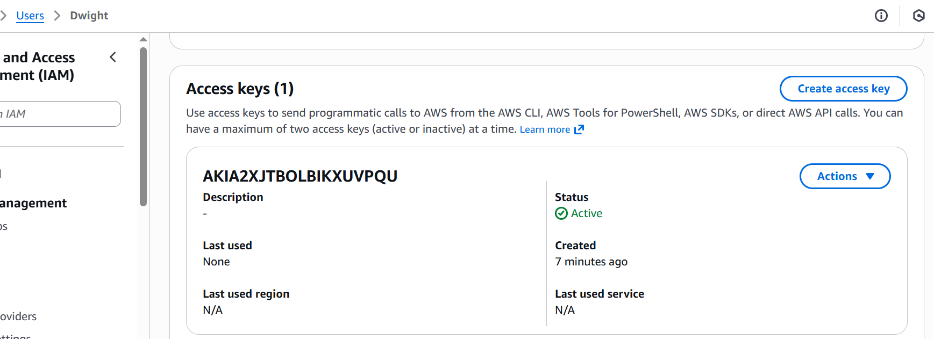 Users > Dwight
and Access
ment (IAM)
IAM
anagement
oviders
ttings
Access keys (1)
Create access key
Use access keys to send programmatic calls to AWS from the AWS CLI, AWS Tools for PowerShell, AWS SDKs, or direct AWS API calls. You can
have a maximum of two access keys (active or inactive) at a time. Learn more
AKIA2XJTBOLBIKXUVPQU
Actions
Description
-
Status
Active
Last used
None
Created
7 minutes ago
Last used region
N/A
Last used service
N/A